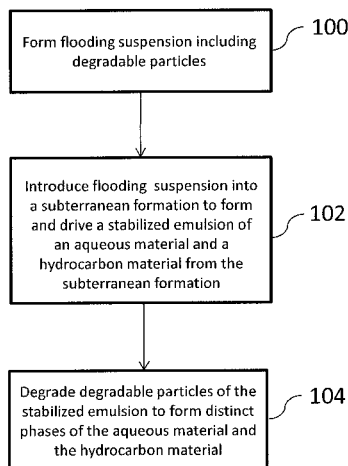 Form flooding suspension including
degradable particles
100
Introduce flooding suspension into
a subterranean formation to form
and drive a stabilized emulsion of
an aqueous material and a
hydrocarbon material from the
subterranean formation
102
Degrade degradable particles of the
stabilized emulsion to form distinct
phases of the aqueous material and
the hydrocarbon material
104